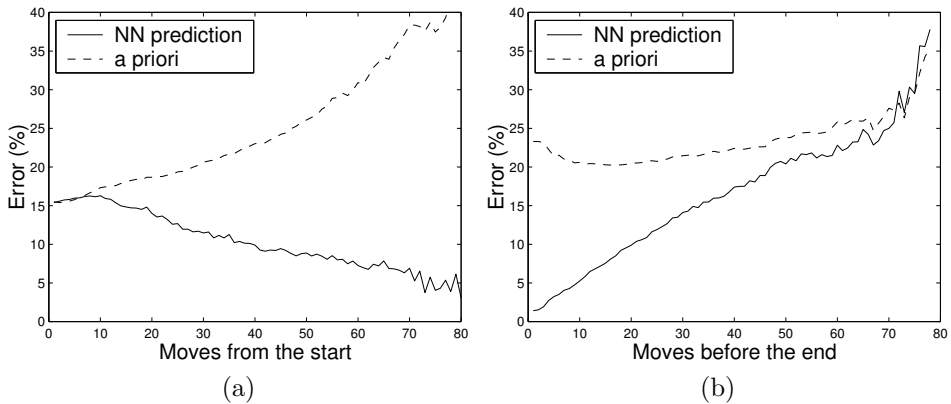 40
35
30
25
20
15
10
5
0
Error (%)
NN prediction
a priori
0 10 20 30 40 50 60 70 80
Moves from the start
(a)
40
35
30
25
20
15
10
5
0
Error (%)
NN prediction
a priori
0 10 20 30 40 50 60 70 80
Moves before the end
(b)